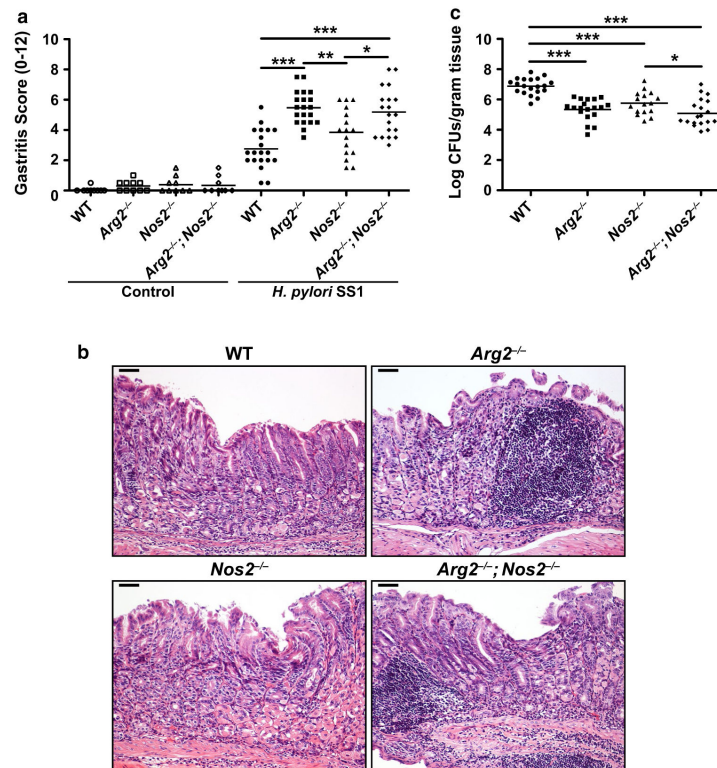 a
Gastritis Score (0-12)
10
8
6
4
2
0
***
***
**
*
WT
Arg2–/–
Nos2–/–
Arg2–/–; Nos2–/–
WT
Arg2–/–
Nos2–/–
Arg2–/–; Nos2–/–
Control
H. pylori SS1
c
Log CFUs/gram tissue
10
8
6
4
2
0
***
***
***
*
WT
Arg2–/–
Nos2–/–
Arg2–/–; Nos2–/–
b
WT
Arg2–/–
Nos2–/–
Arg2–/–; Nos2–/–